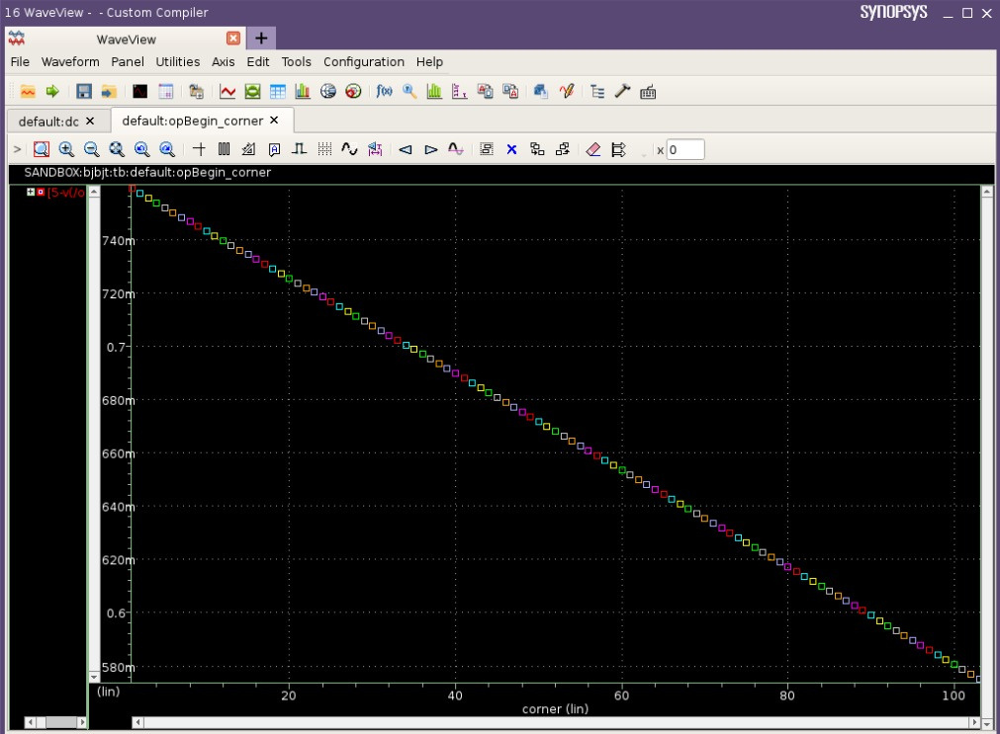 16 WaveView - - Custom Compiler
SYNOPSYS
WaveView
File Waveform Panel Utilities Axis Edit Tools Configuration Help
default:dc
default:opBegin_corner
> x 0
SANDBOX:bjbjt:tb:default:opBegin_corner
[5-v(/o
740m
720m
0.7
680m
660m
640m
620m
0.6
580m
(lin)
20 40 60 80 100
corner (lin)